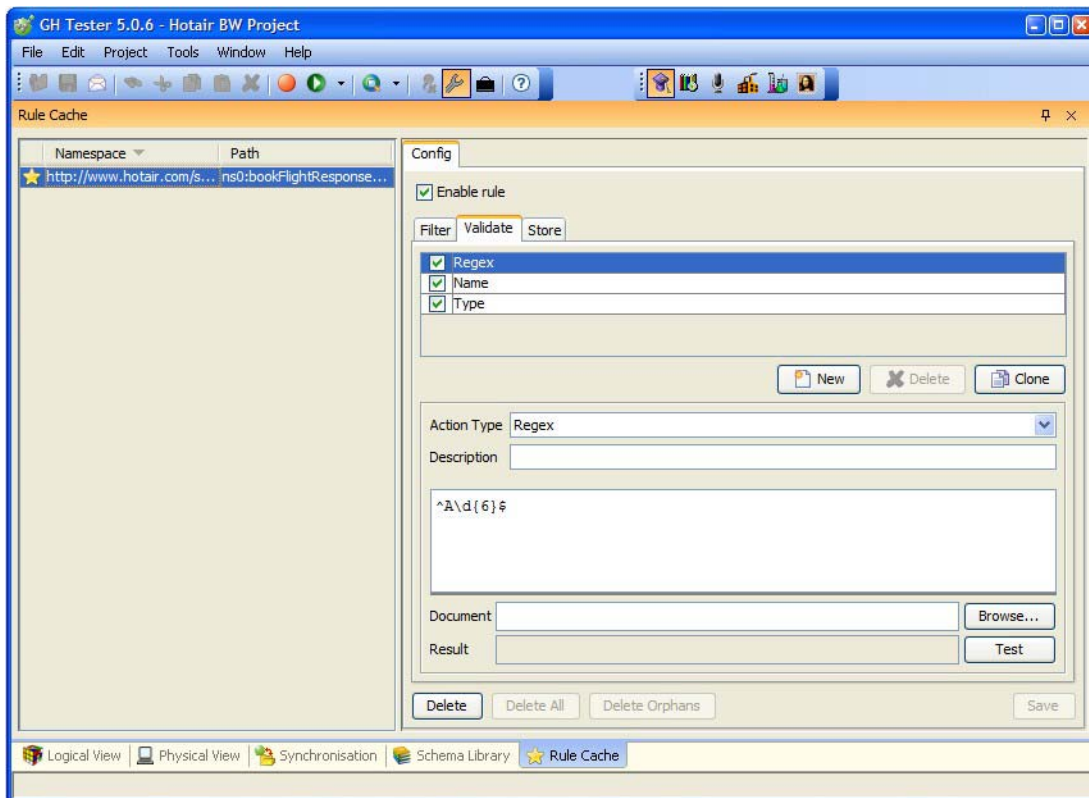 GH Tester 5.0.6 - Hotair BW Project
File Edit Project Tools Window Help
Rule Cache
Namespace Path
http://www.hotair.com/s... ns0:bookFlightResponse...
Config
Enable rule
Filter Validate Store
Regex
Name
Type
New Delete Clone
Action Type Regex
Description
^A\d{6}$
Document Browse...
Result Test
Delete Delete All Delete Orphans Save
Logical View Physical View Synchronisation Schema Library Rule Cache